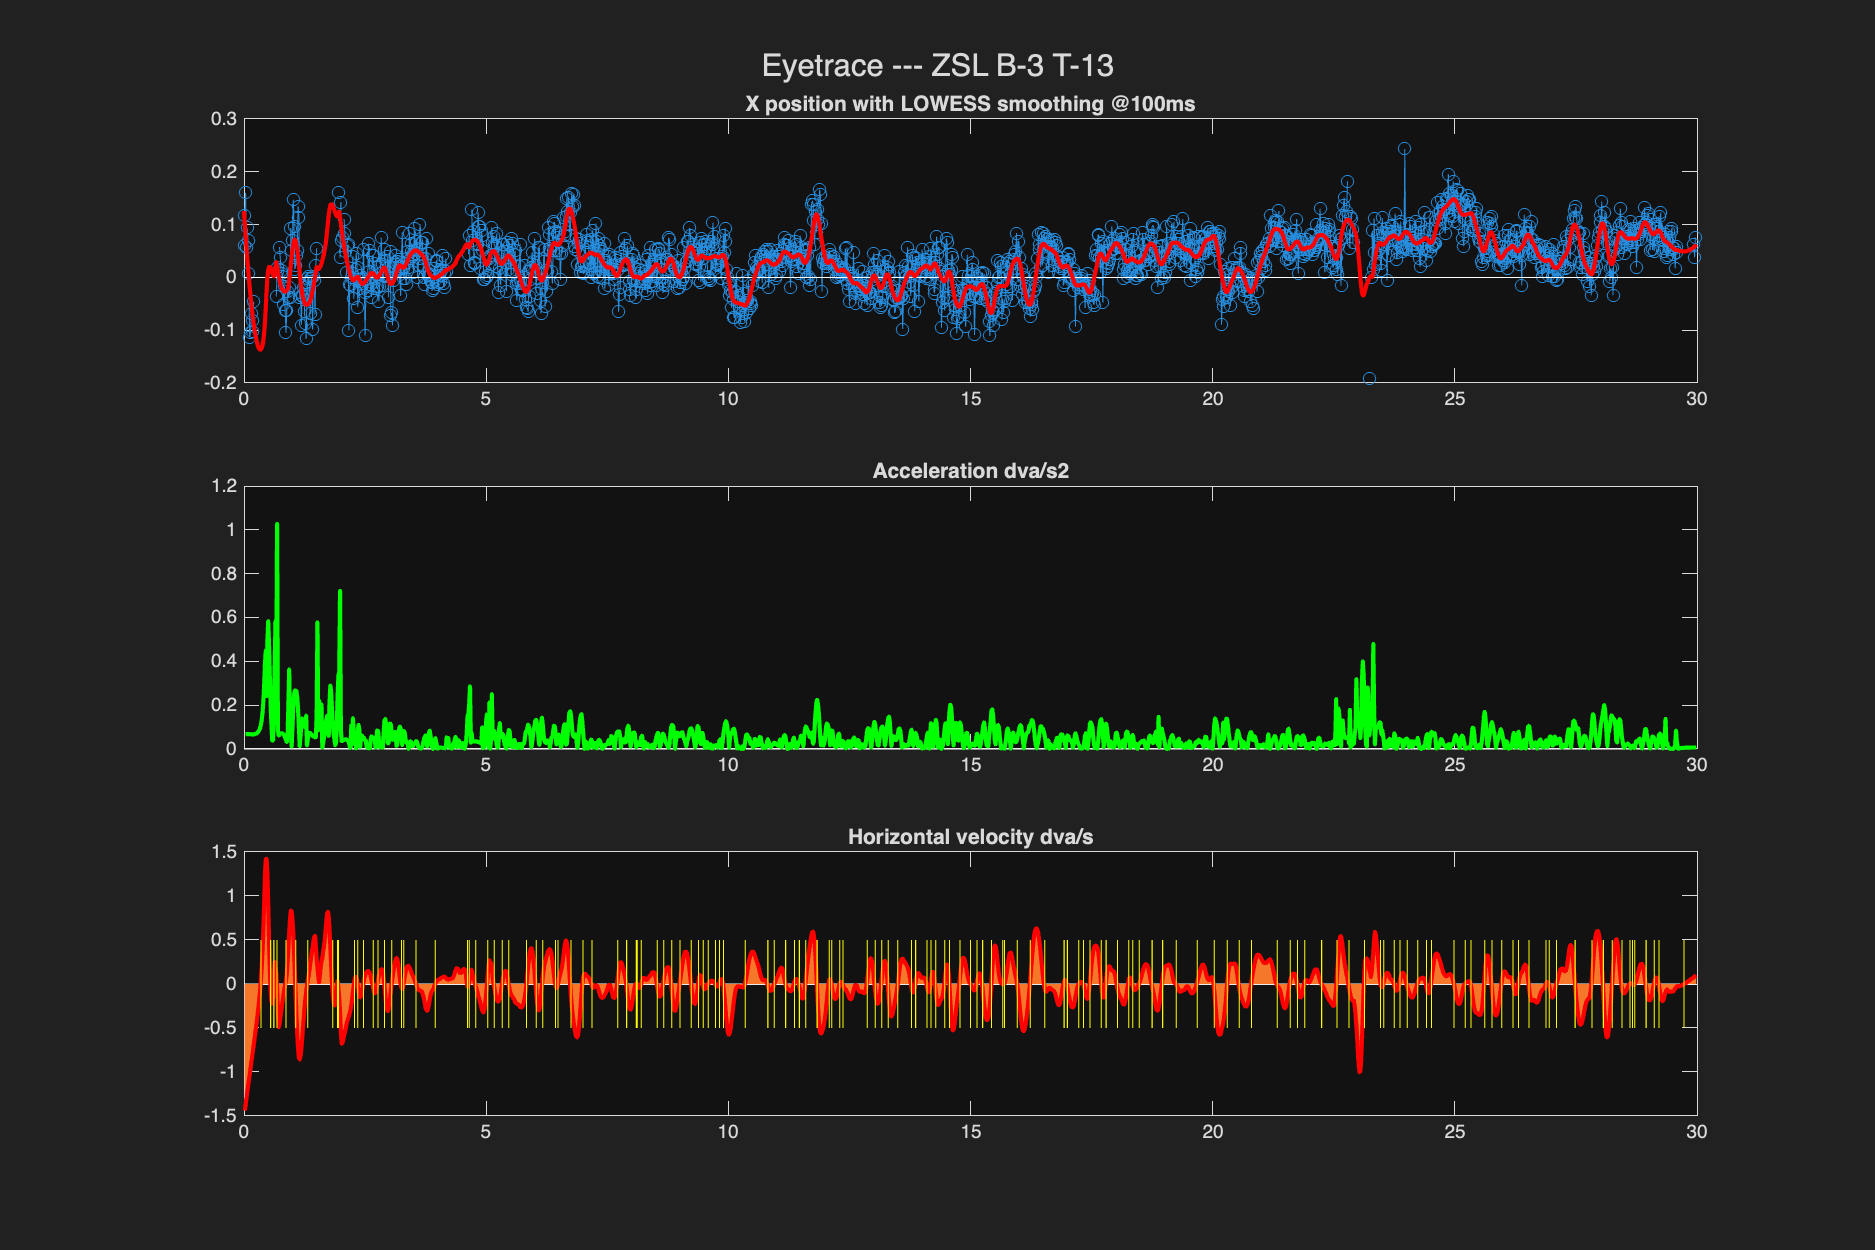 Eyetrace --- ZSL B-3 T-13
X position with LOWESS smoothing @100ms
0.3
0.2
0.1
0
-0.1
-0.2
0 5 10 15 20 25 30
Acceleration dva/s2
1.2
1
0.8
0.6
0.4
0.2
0
0 5 10 15 20 25 30
Horizontal velocity dva/s
1.5
1
0.5
0
-0.5
-1
-1.5
0 5 10 15 20 25 30